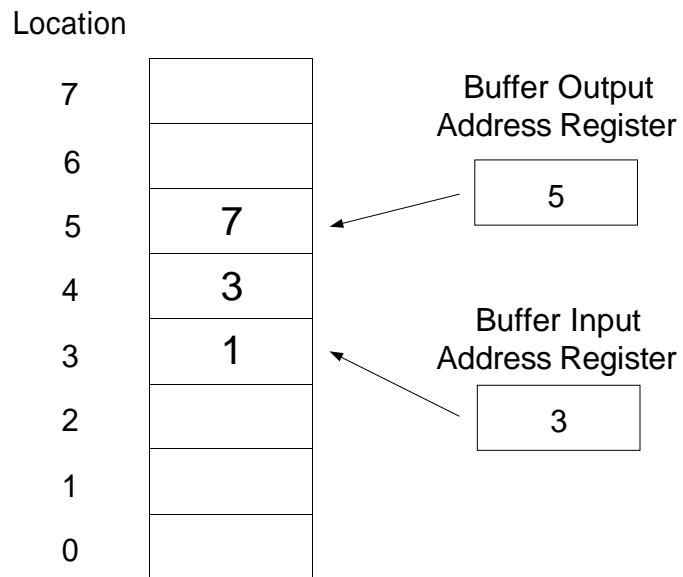 Location
7
6
5
7
4
3
3
1
2
1
0
Buffer Output
Address Register
5
Buffer Input
Address Register
3